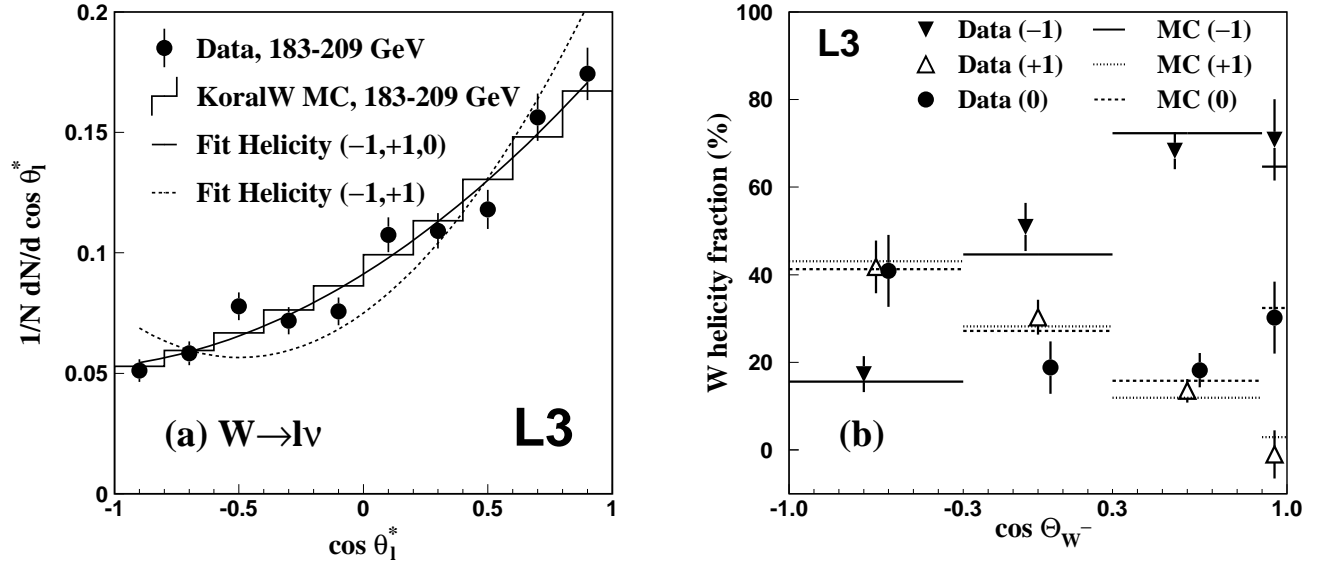 0.2
0.15
0.1
0.05
0
1/N dN/d cos θl*
Data, 183-209 GeV
KoralW MC, 183-209 GeV
Fit Helicity (−1,+1,0)
Fit Helicity (−1,+1)
(a) W→lν
L3
-1
-0.5
0
0.5
1
cos θl*
100
80
60
40
20
0
W helicity fraction (%)
L3
Data (−1)
MC (−1)
Data (+1)
MC (+1)
Data (0)
MC (0)
(b)
-1.0
-0.3
0.3
1.0
cos ΘW−